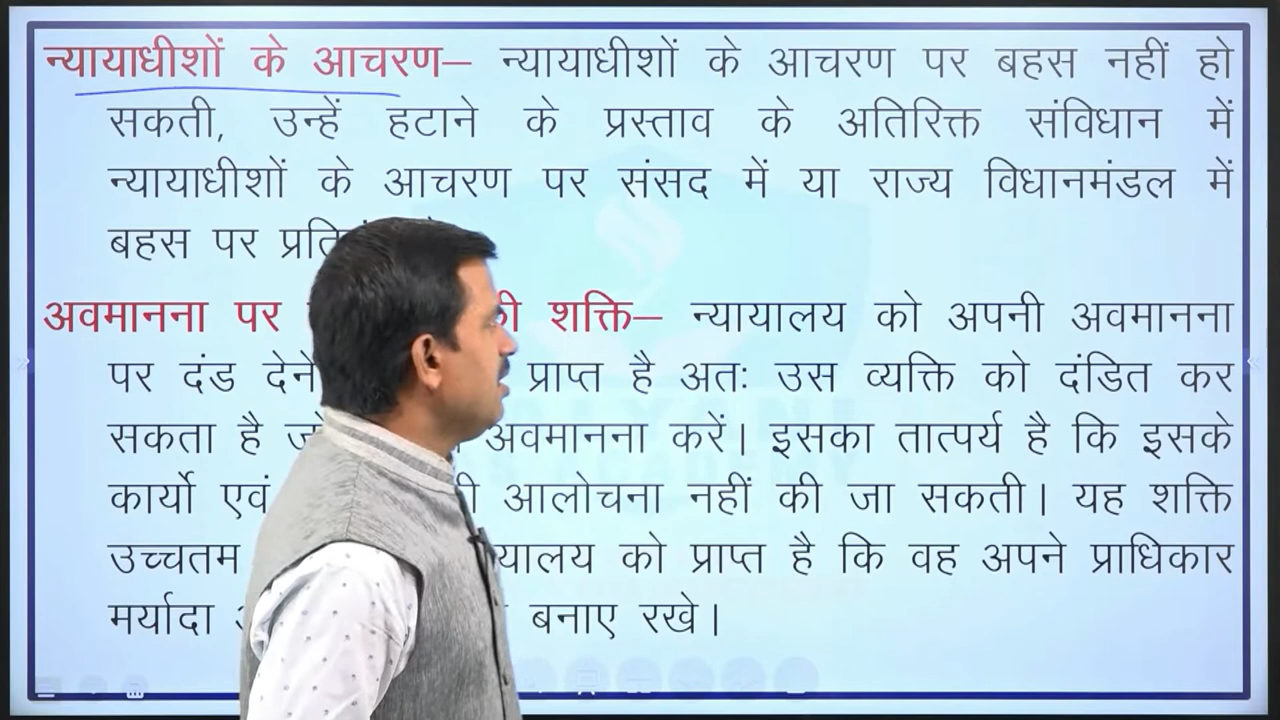 न्यायाधीशों के आचरण– न्यायाधीशों के आचरण पर बहस नहीं हो
सकती, उन्हें हटाने के प्रस्ताव के अतिरिक्त संविधान में
न्यायाधीशों के आचरण पर संसद में या राज्य विधानमंडल में
बहस पर
अवमानना पर की शक्ति– न्यायालय को अपनी अवमानना
पर दंड देने प्राप्त है अतः उस व्यक्ति को दंडित कर
सकता है अवमानना करें। इसका तात्पर्य है कि इसके
कार्यो एवं आलोचना नहीं की जा सकती। यह शक्ति
उच्चतम को प्राप्त है कि वह अपने प्राधिकार
मर्यादा बनाए रखे।